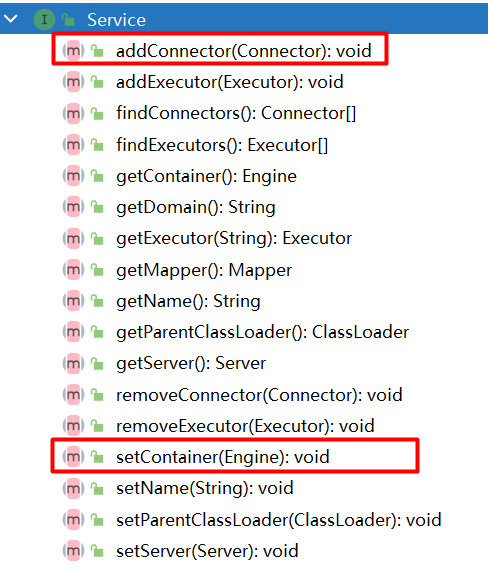 Service
addConnector(Connector): void
addExecutor(Executor): void
findConnectors(): Connector[]
findExecutors(): Executor[]
getContainer(): Engine
getDomain(): String
getExecutor(String): Executor
getMapper(): Mapper
getName(): String
getParentClassLoader(): ClassLoader
getServer(): Server
removeConnector(Connector): void
removeExecutor(Executor): void
setContainer(Engine): void
setName(String): void
setParentClassLoader(ClassLoader): void
setServer(Server): void